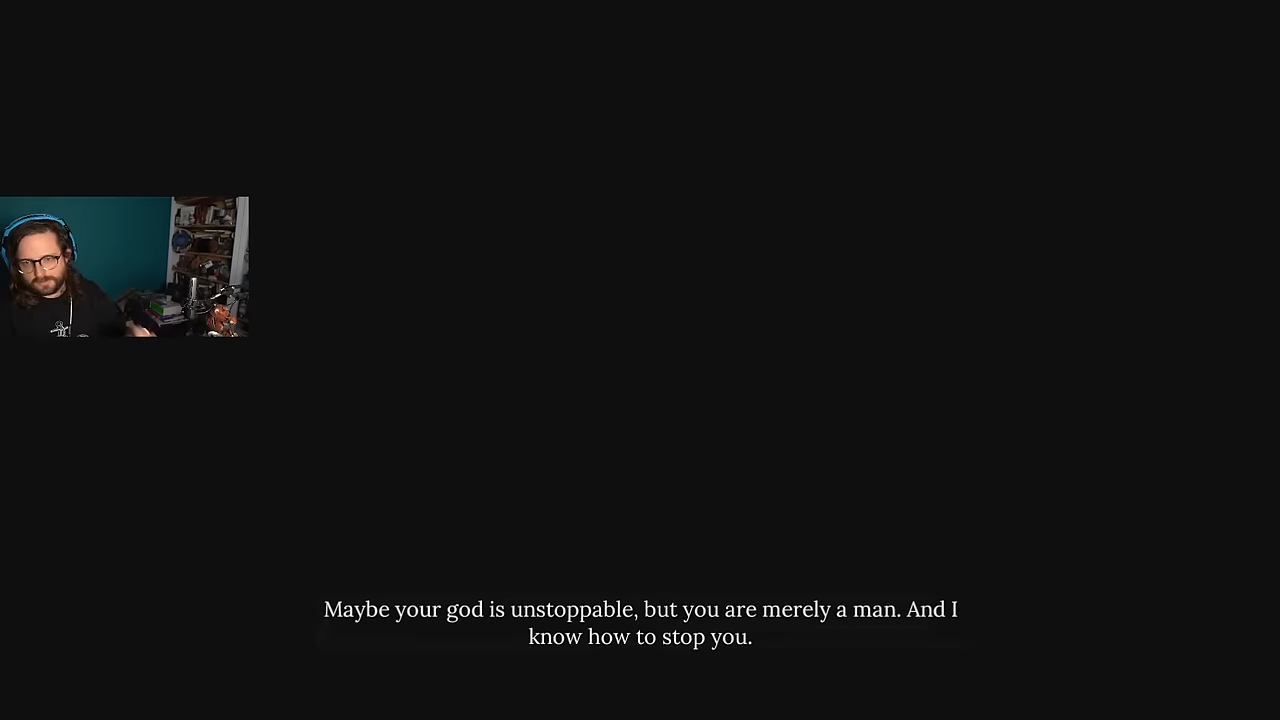 Maybe your god is unstoppable, but you are merely a man. And I
know how to stop you.